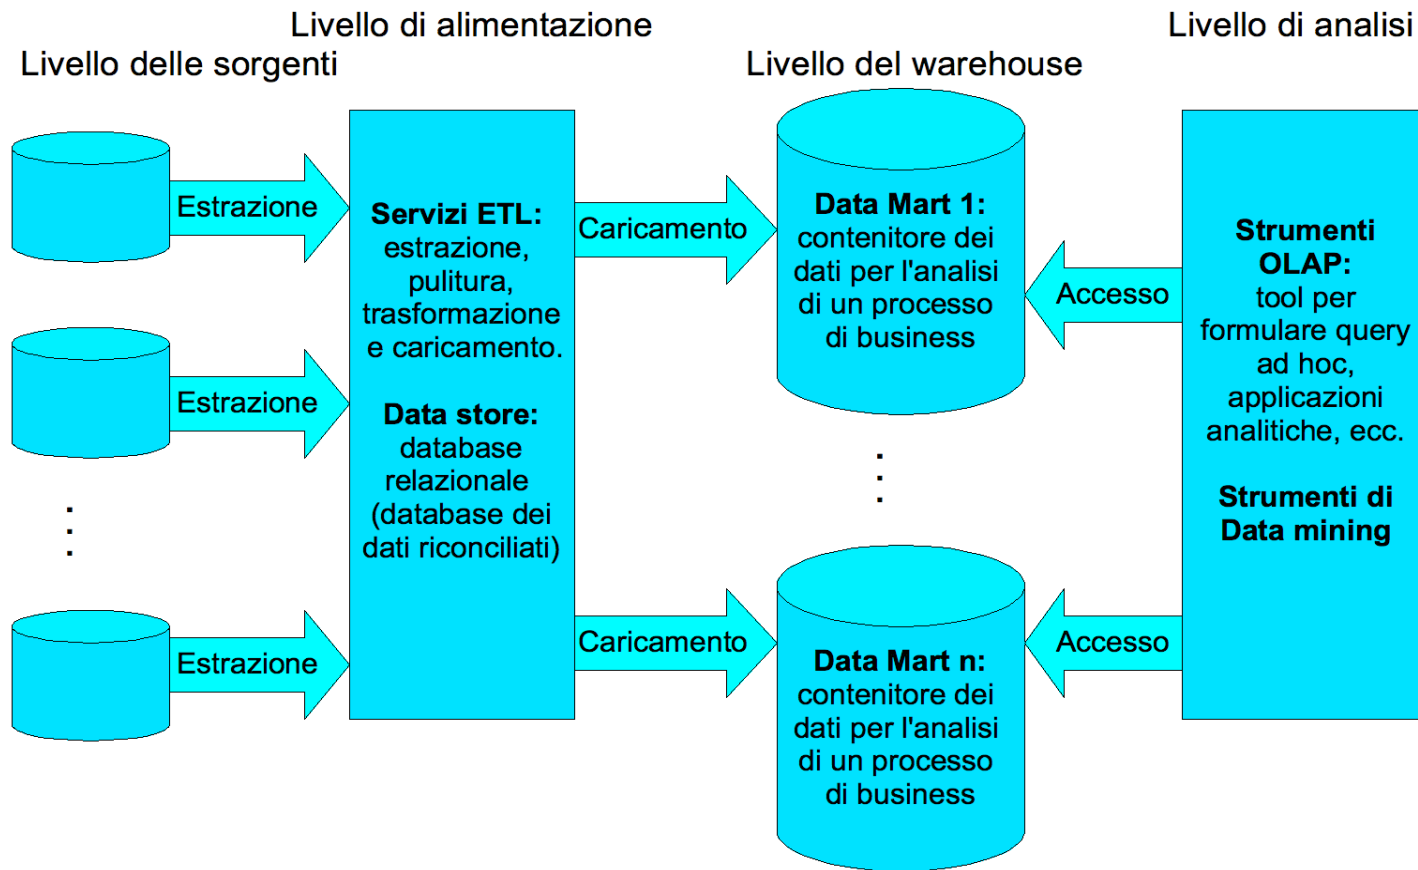 Livello di alimentazione
Livello di analisi
Livello delle sorgenti
Livello del warehouse
Estrazione
Estrazione
Estrazione
Servizi ETL:
estrazione,
pulitura,
trasformazione
e caricamento.
Data store:
database
relazionale
(database dei
dati riconciliati)
Caricamento
Caricamento
Data Mart 1:
contenitore dei
dati per l'analisi
di un processo
di business
Data Mart n:
contenitore dei
dati per l'analisi
di un processo
di business
Accesso
Accesso
Strumenti
OLAP:
tool per
formulare query
ad hoc,
applicazioni
analitiche, ecc.
Strumenti di
Data mining